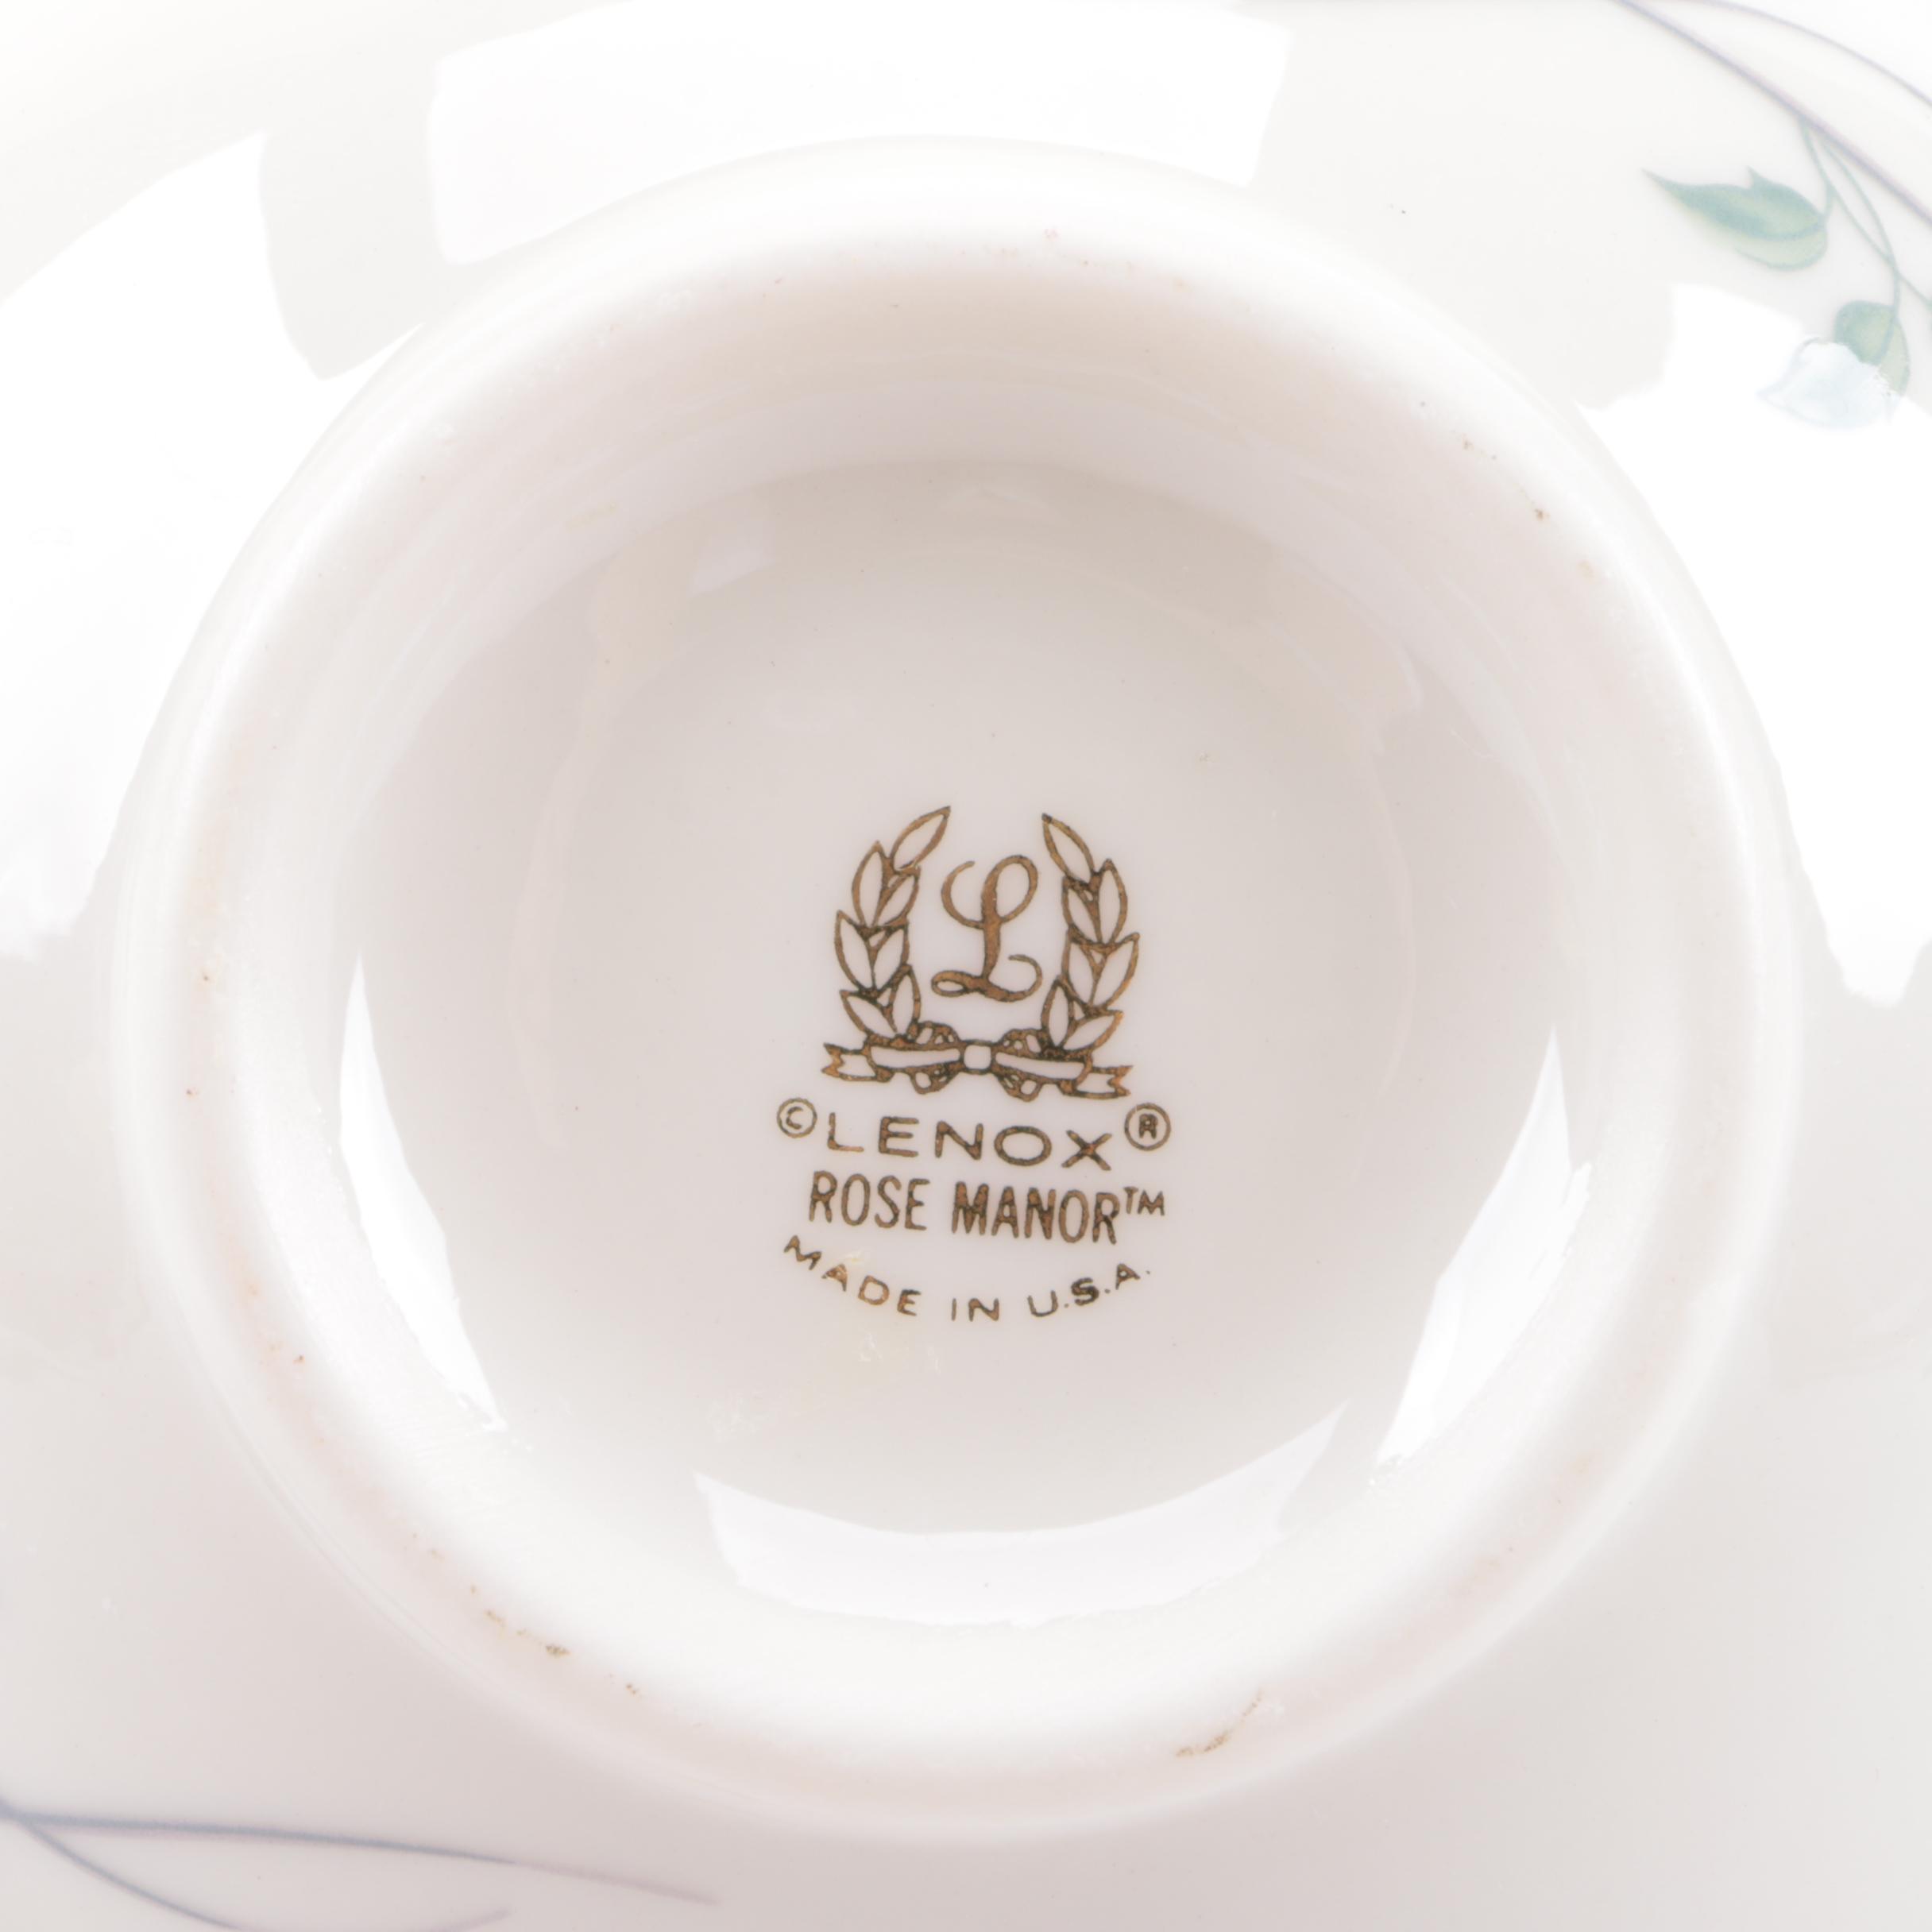 L
© LENOX ®
ROSE MANOR™
MADE IN U.S.A.